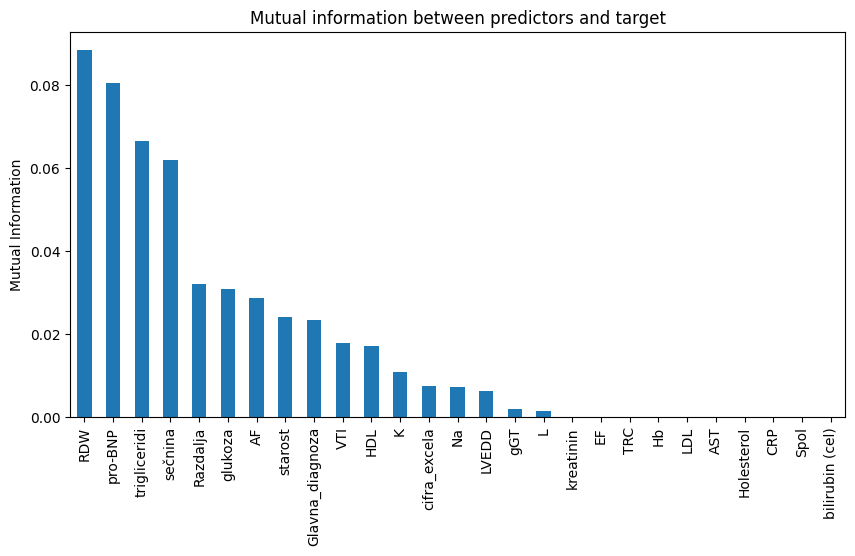 Mutual information between predictors and target
Mutual Information
0.08
0.06
0.04
0.02
0.00
RDW
pro-BNP
trigliceridi
sečnina
Razdalja
glukoza
AF
starost
Glavna_diagnoza
VTI
HDL
K
cifra_excela
Na
LVEDD
gGT
L
kreatinin
EF
TRC
Hb
LDL
AST
Holesterol
CRP
Spol
bilirubin (cel)